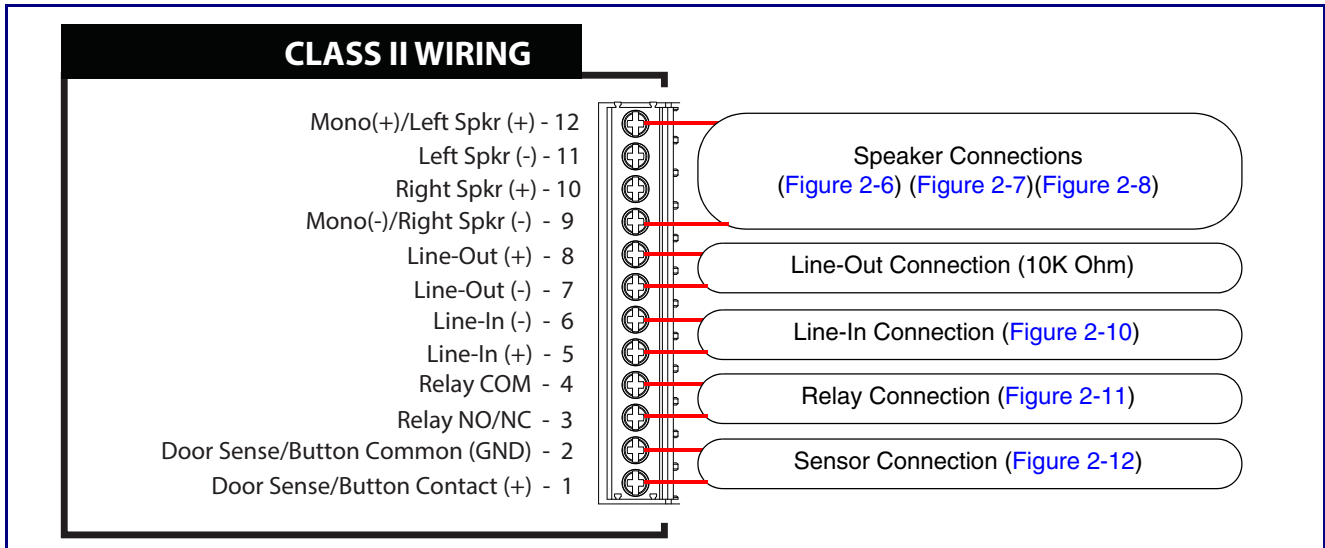 CLASS II WIRING
Mono(+)/Left Spkr (+) - 12
Left Spkr (-) - 11
Right Spkr (+) - 10
Mono(-)/Right Spkr (-) - 9
Line-Out (+) - 8
Line-Out (-) - 7
Line-In (-) - 6
Line-In (+) - 5
Relay COM - 4
Relay NO/NC - 3
Door Sense/Button Common (GND) - 2
Door Sense/Button Contact (+) - 1
Speaker Connections
(Figure 2-6) (Figure 2-7)(Figure 2-8)
Line-Out Connection (10K Ohm)
Line-In Connection (Figure 2-10)
Relay Connection (Figure 2-11)
Sensor Connection (Figure 2-12)